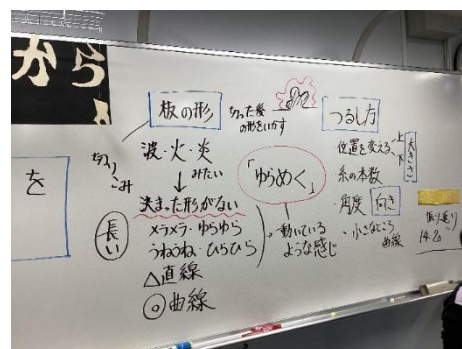 から
を
板の形
切った後
の形をいかす
切り
こみ
波・火・炎
みたい
↓
決まった形がない
長い
メラメラ・ゆらゆら
うねうね・ひらひら
△直線
◎曲線
「ゆらめく」
→動いている
ような感じ
つるし方
位置を変える、上下
大きさ
糸の本数
・角度 向き
・小さなところ
曲線
振り返り
14:20